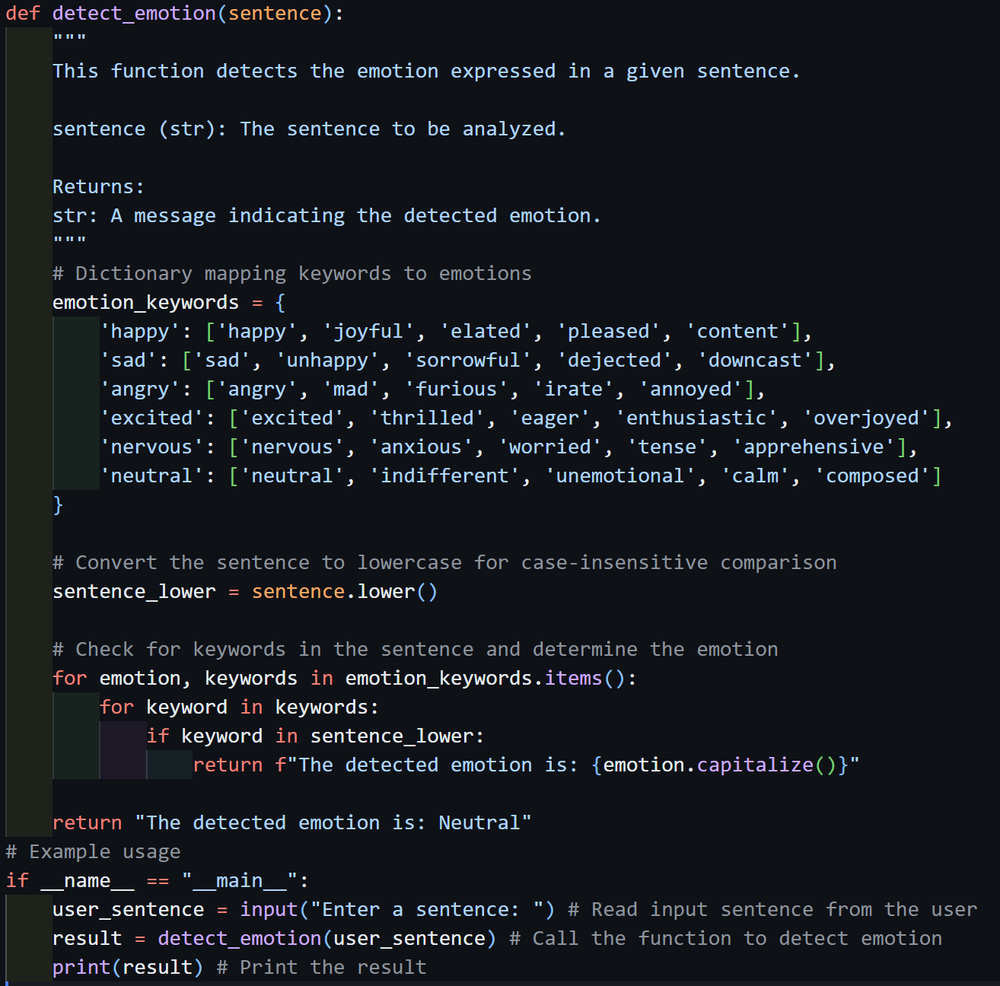 def detect_emotion(sentence):
    """
    This function detects the emotion expressed in a given sentence.

    sentence (str): The sentence to be analyzed.

    Returns:
    str: A message indicating the detected emotion.
    """
    # Dictionary mapping keywords to emotions
    emotion_keywords = {
        'happy': ['happy', 'joyful', 'elated', 'pleased', 'content'],
        'sad': ['sad', 'unhappy', 'sorrowful', 'dejected', 'downcast'],
        'angry': ['angry', 'mad', 'furious', 'irate', 'annoyed'],
        'excited': ['excited', 'thrilled', 'eager', 'enthusiastic', 'overjoyed'],
        'nervous': ['nervous', 'anxious', 'worried', 'tense', 'apprehensive'],
        'neutral': ['neutral', 'indifferent', 'unemotional', 'calm', 'composed']
    }

    # Convert the sentence to lowercase for case-insensitive comparison
    sentence_lower = sentence.lower()

    # Check for keywords in the sentence and determine the emotion
    for emotion, keywords in emotion_keywords.items():
        for keyword in keywords:
            if keyword in sentence_lower:
                return f"The detected emotion is: {emotion.capitalize()}"

    return "The detected emotion is: Neutral"
# Example usage
if __name__ == "__main__":
    user_sentence = input("Enter a sentence: ") # Read input sentence from the user
    result = detect_emotion(user_sentence) # Call the function to detect emotion
    print(result) # Print the result